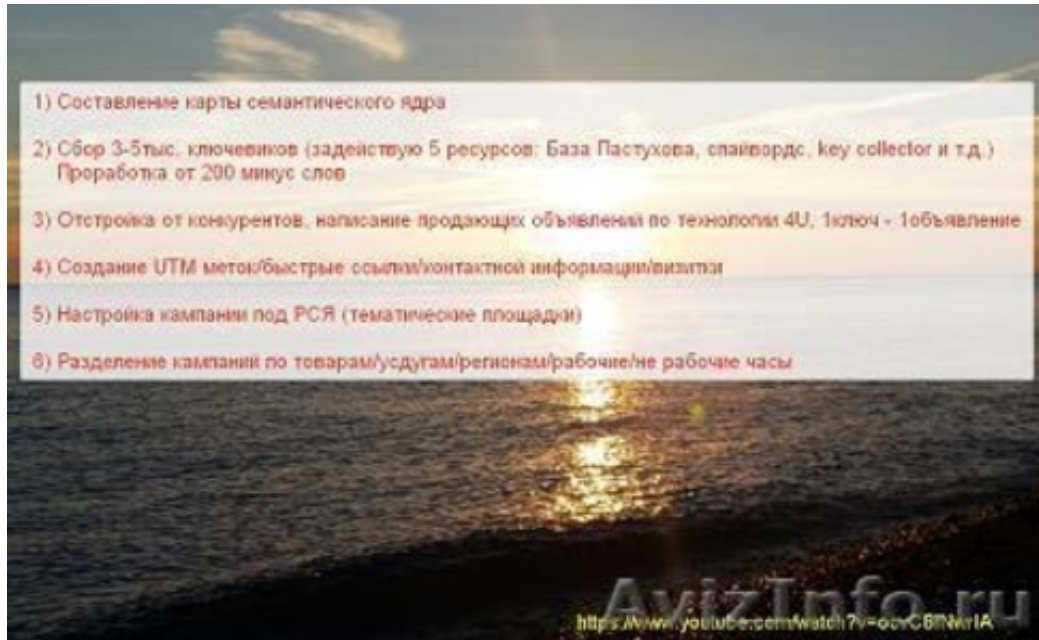 1) Составление карты семантического ядра
2) Сбор 3-5тыс. ключевиков (задействую 5 ресурсов: База Пастухова, спайвордс, key collector и т.д.)
Проработка от 200 минус слов
3) Отстройка от конкурентов, написание продающих объявлений по технологии 4U, 1ключ - 1объявление
4) Создание UTM меток/быстрые ссылки/контактной информации/визитки
5) Настройка кампании под РСЯ (тематические площадки)
6) Разделение кампаний по товарам/усдугам/регионам/рабочие/не рабочие часы
AvizInfo.ru